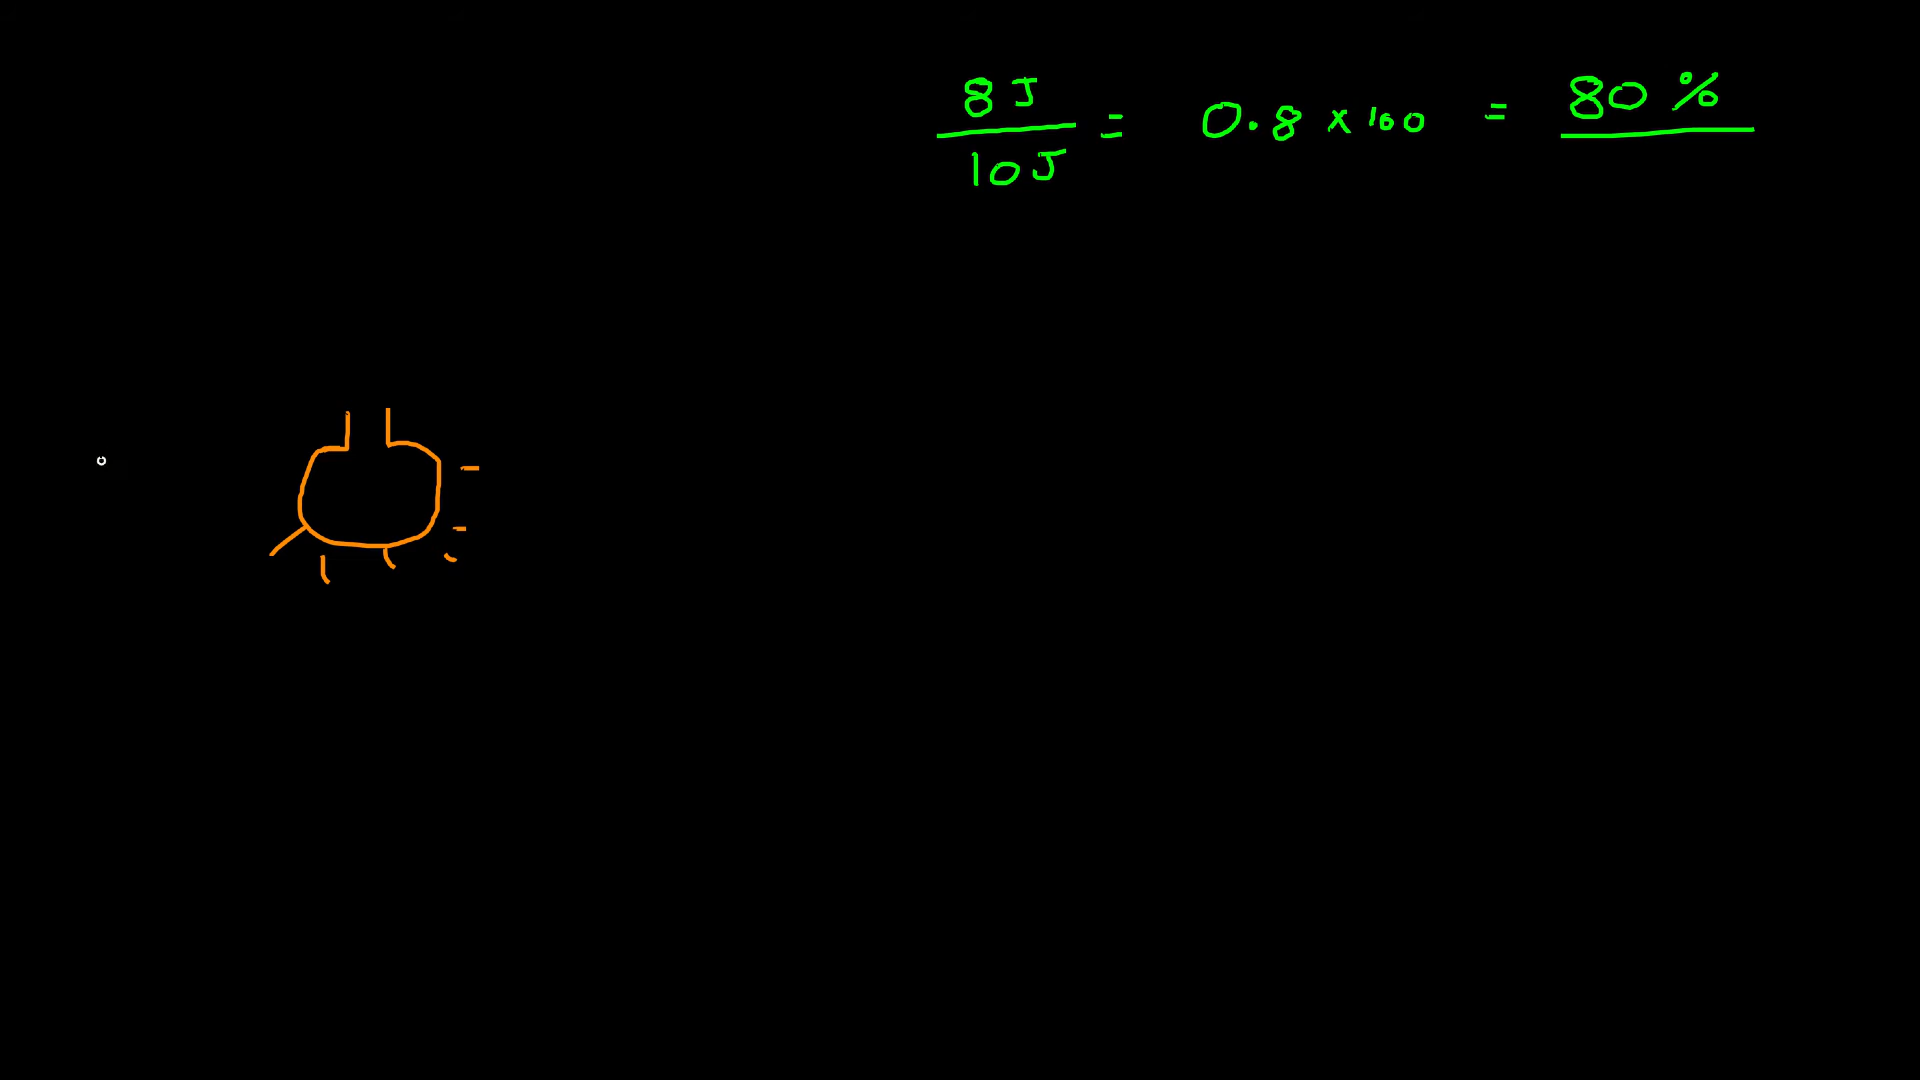 8J / 10J = 0.8 x 100 = 80%